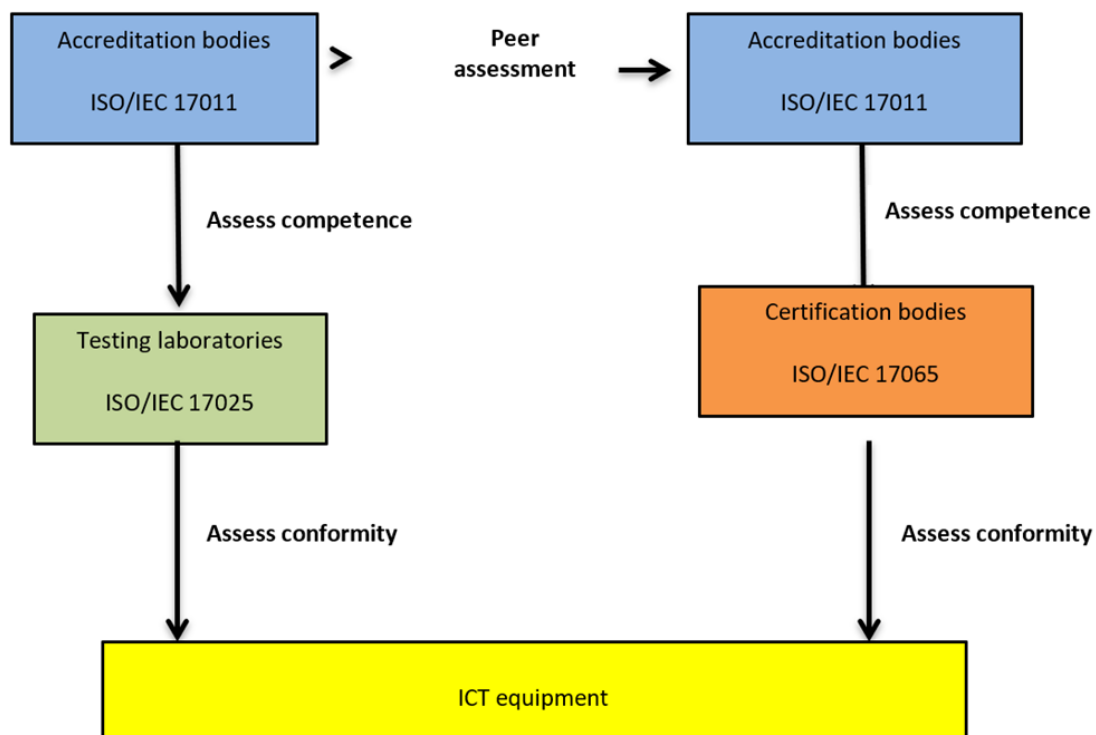 Accreditation bodies
ISO/IEC 17011
Peer
assessment
Accreditation bodies
ISO/IEC 17011
Assess competence
Assess competence
Testing laboratories
ISO/IEC 17025
Certification bodies
ISO/IEC 17065
Assess conformity
Assess conformity
ICT equipment